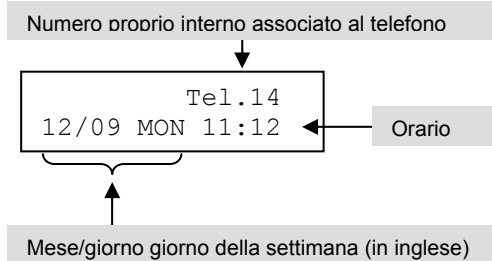 Numero proprio interno associato al telefono
Tel.14
12/09 MON 11:12
Orario
Mese/giorno giorno della settimana (in inglese)